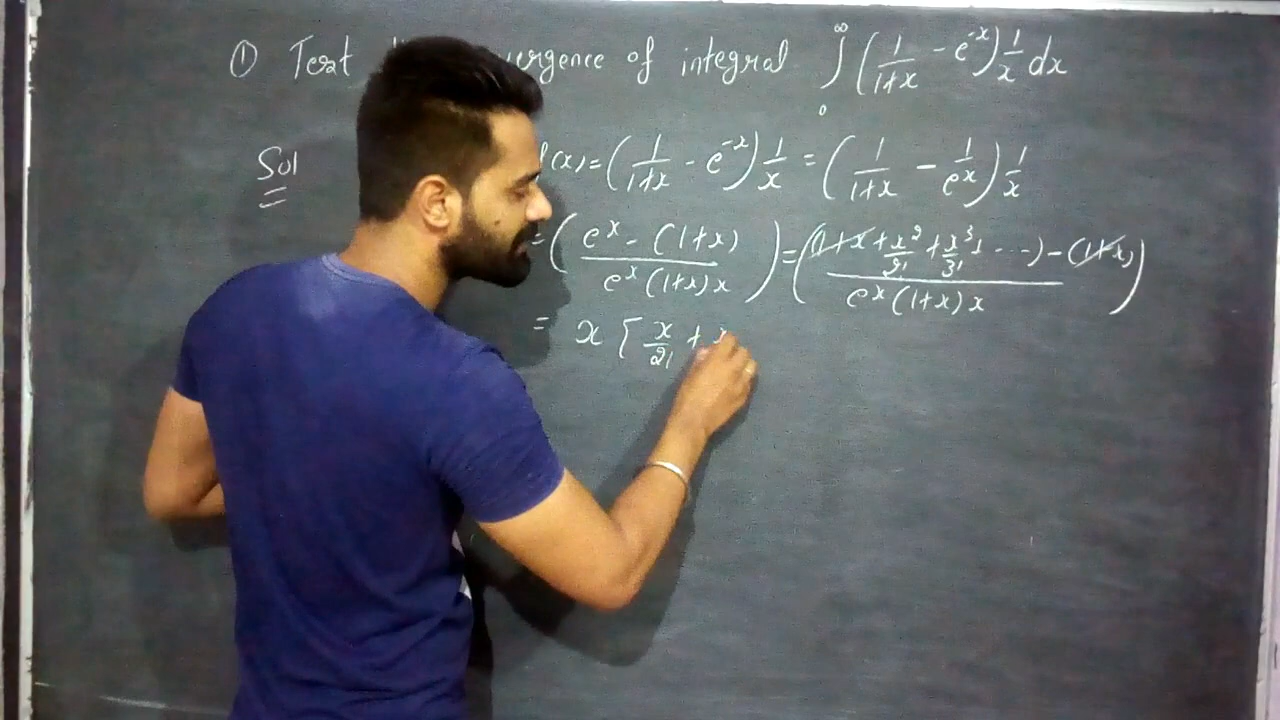 ① Test of integral ∫₀^∞ (1/(1+x) - e^-x) 1/x dx
Sol (x) = (1/(1+x) - e^-x) 1/x = (1/(1+x) - 1/e^x) 1/x
= ((e^x - (1+x))/(e^x (1+x) x)) = (((1+x + x²/2! + x³/3! + ...) - (1+x))/(e^x (1+x) x))
= x [x/2! +